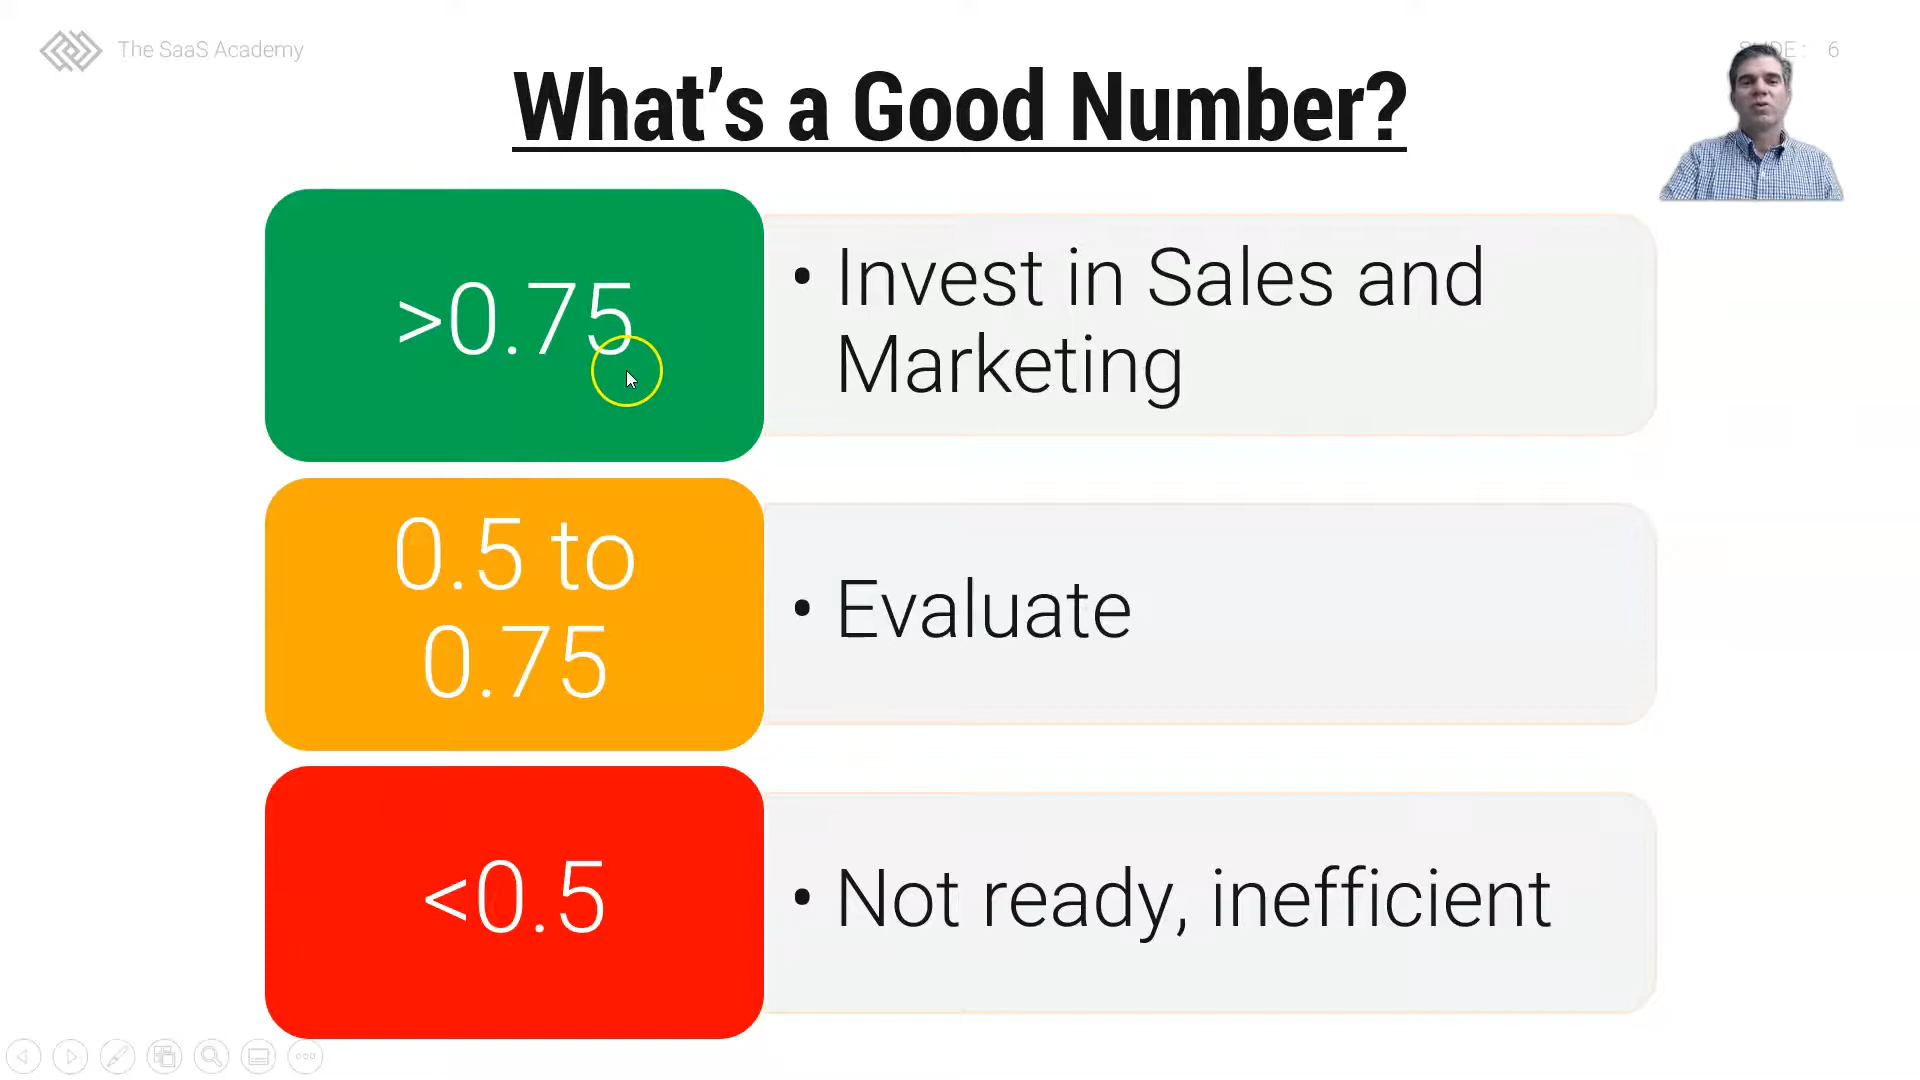 The SaaS Academy
6
What's a Good Number?
>0.75
• Invest in Sales and
Marketing
0.5 to
0.75
• Evaluate
<0.5
• Not ready, inefficient